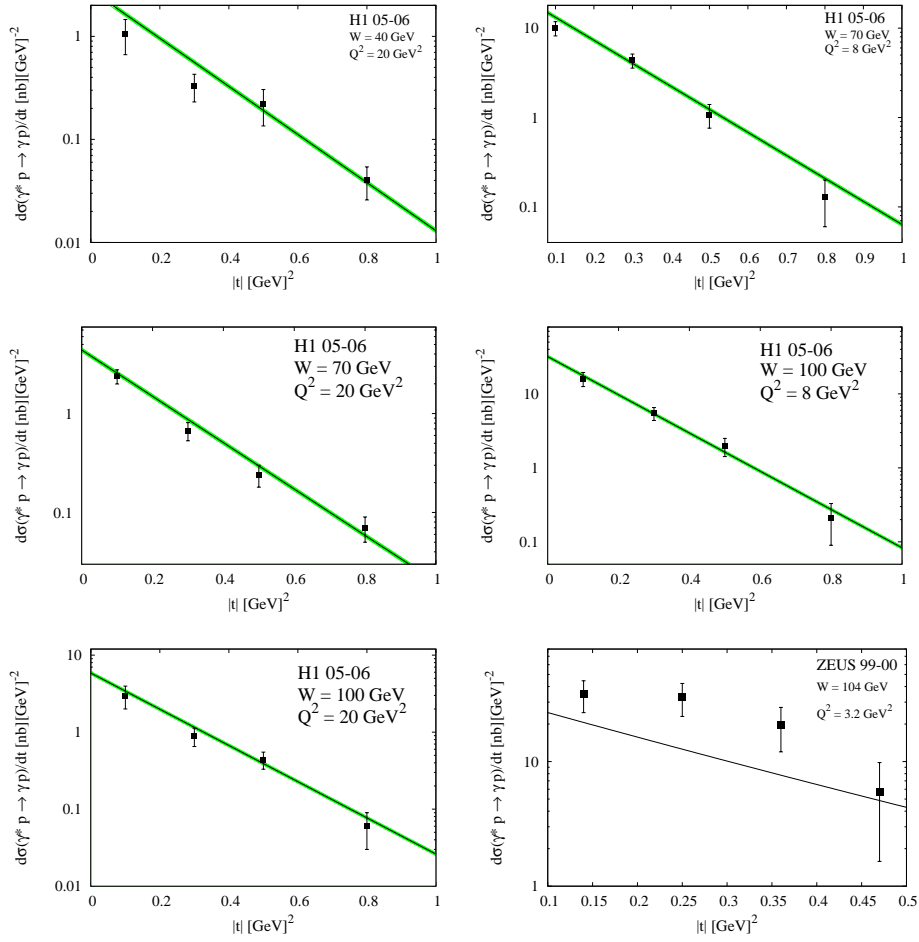 H1 05-06
W = 40 GeV
Q² = 20 GeV²
dσ(γ* p → γ p)/dt [nb][GeV]⁻²
1
0.1
0.01
0 0.2 0.4 0.6 0.8 1
|t| [GeV]²
H1 05-06
W = 70 GeV
Q² = 8 GeV²
dσ(γ* p → γ p)/dt [nb][GeV]⁻²
10
1
0.1
0.1 0.2 0.3 0.4 0.5 0.6 0.7 0.8 0.9 1
|t| [GeV]²
H1 05-06
W = 70 GeV
Q² = 20 GeV²
dσ(γ* p → γ p)/dt [nb][GeV]⁻²
1
0.1
0 0.2 0.4 0.6 0.8 1
|t| [GeV]²
H1 05-06
W = 100 GeV
Q² = 8 GeV²
dσ(γ* p → γ p)/dt [nb][GeV]⁻²
10
1
0.1
0 0.2 0.4 0.6 0.8 1
|t| [GeV]²
H1 05-06
W = 100 GeV
Q² = 20 GeV²
dσ(γ* p → γ p)/dt [nb][GeV]⁻²
10
1
0.1
0.01
0 0.2 0.4 0.6 0.8 1
|t| [GeV]²
ZEUS 99-00
W = 104 GeV
Q² = 3.2 GeV²
dσ(γ* p → γ p)/dt [nb][GeV]⁻²
10
1
0.1 0.15 0.2 0.25 0.3 0.35 0.4 0.45 0.5
|t| [GeV]²